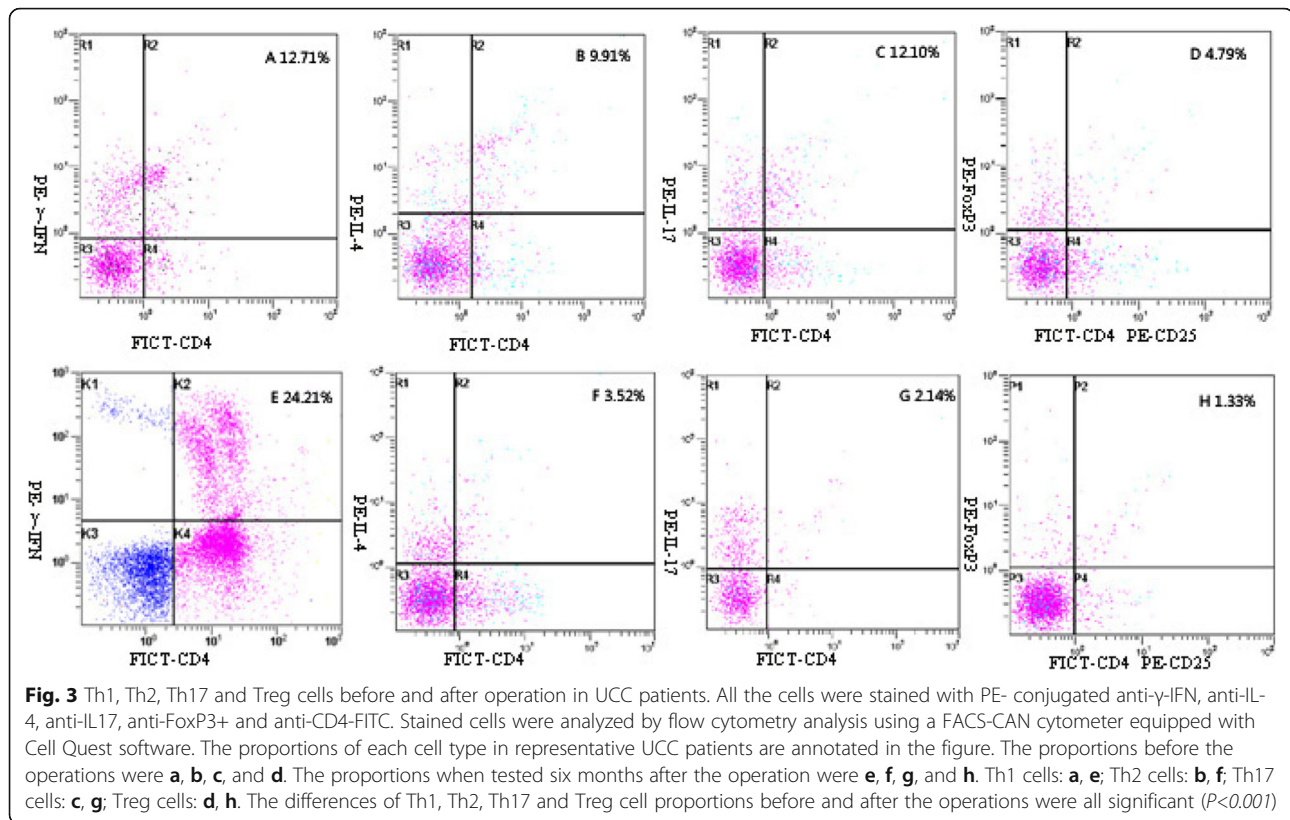 R1 R2 A 12.71%
R3 R4
PE-γ-IFN
FICT-CD4
R1 R2 B 9.91%
R3 R4
PE-IL-4
FICT-CD4
R1 R2 C 12.10%
R3 R4
PE-IL-17
FICT-CD4
R1 R2 D 4.79%
R3 R4
PE-FoxP3
FICT-CD4 PE-CD25
K1 K2 E 24.21%
K3 K4
PE-γ-IFN
FICT-CD4
R1 R2 F 3.52%
R3 R4
PE-IL-4
FICT-CD4
R1 R2 G 2.14%
R3 R4
PE-IL-17
FICT-CD4
P1 P2 H 1.33%
P3 P4
PE-FoxP3
FICT-CD4 PE-CD25
Fig. 3 Th1, Th2, Th17 and Treg cells before and after operation in UCC patients. All the cells were stained with PE- conjugated anti-γ-IFN, anti-IL-
4, anti-IL17, anti-FoxP3+ and anti-CD4-FITC. Stained cells were analyzed by flow cytometry analysis using a FACS-CAN cytometer equipped with
Cell Quest software. The proportions of each cell type in representative UCC patients are annotated in the figure. The proportions before the
operations were a, b, c, and d. The proportions when tested six months after the operation were e, f, g, and h. Th1 cells: a, e; Th2 cells: b, f; Th17
cells: c, g; Treg cells: d, h. The differences of Th1, Th2, Th17 and Treg cell proportions before and after the operations were all significant (P<0.001)